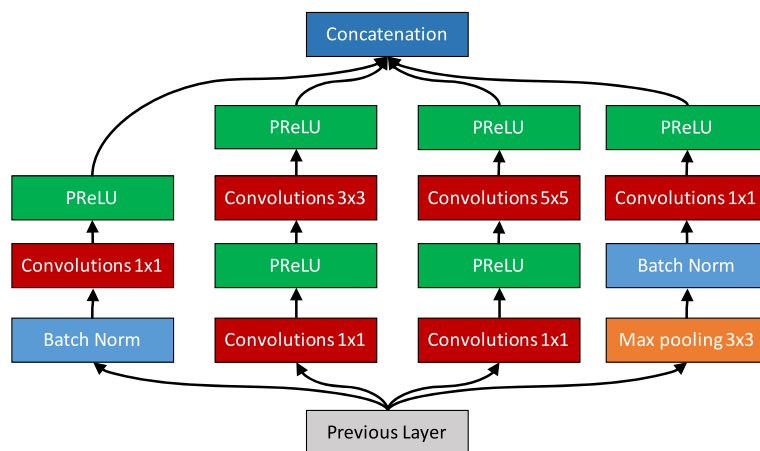 Concatenation
PReLU
PReLU
PReLU
PReLU
Convolutions 3x3
Convolutions 5x5
Convolutions 1x1
Convolutions 1x1
PReLU
PReLU
Batch Norm
Batch Norm
Convolutions 1x1
Convolutions 1x1
Max pooling 3x3
Previous Layer